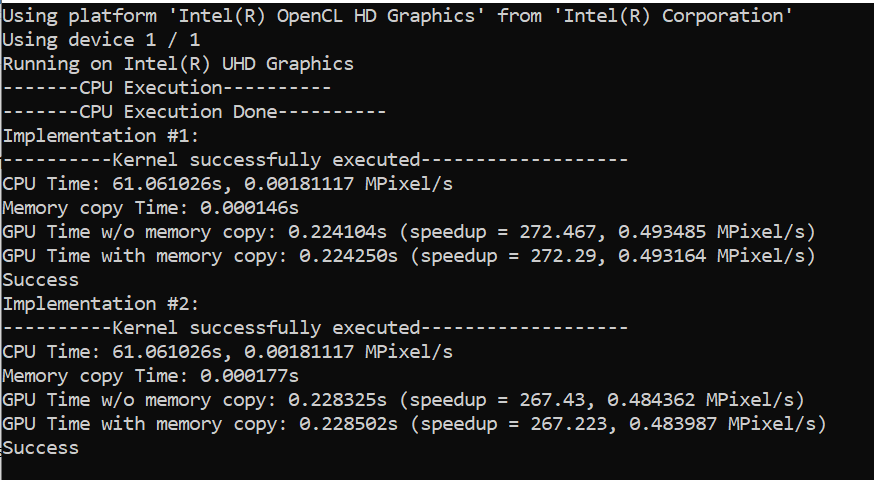 Using platform 'Intel(R) OpenCL HD Graphics' from 'Intel(R) Corporation'
Using device 1 / 1
Running on Intel(R) UHD Graphics
-------CPU Execution----------
-------CPU Execution Done----------
Implementation #1:
----------Kernel successfully executed-------------------
CPU Time: 61.061026s, 0.00181117 MPixel/s
Memory copy Time: 0.000146s
GPU Time w/o memory copy: 0.224104s (speedup = 272.467, 0.493485 MPixel/s)
GPU Time with memory copy: 0.224250s (speedup = 272.29, 0.493164 MPixel/s)
Success
Implementation #2:
----------Kernel successfully executed-------------------
CPU Time: 61.061026s, 0.00181117 MPixel/s
Memory copy Time: 0.000177s
GPU Time w/o memory copy: 0.228325s (speedup = 267.43, 0.484362 MPixel/s)
GPU Time with memory copy: 0.228502s (speedup = 267.223, 0.483987 MPixel/s)
Success